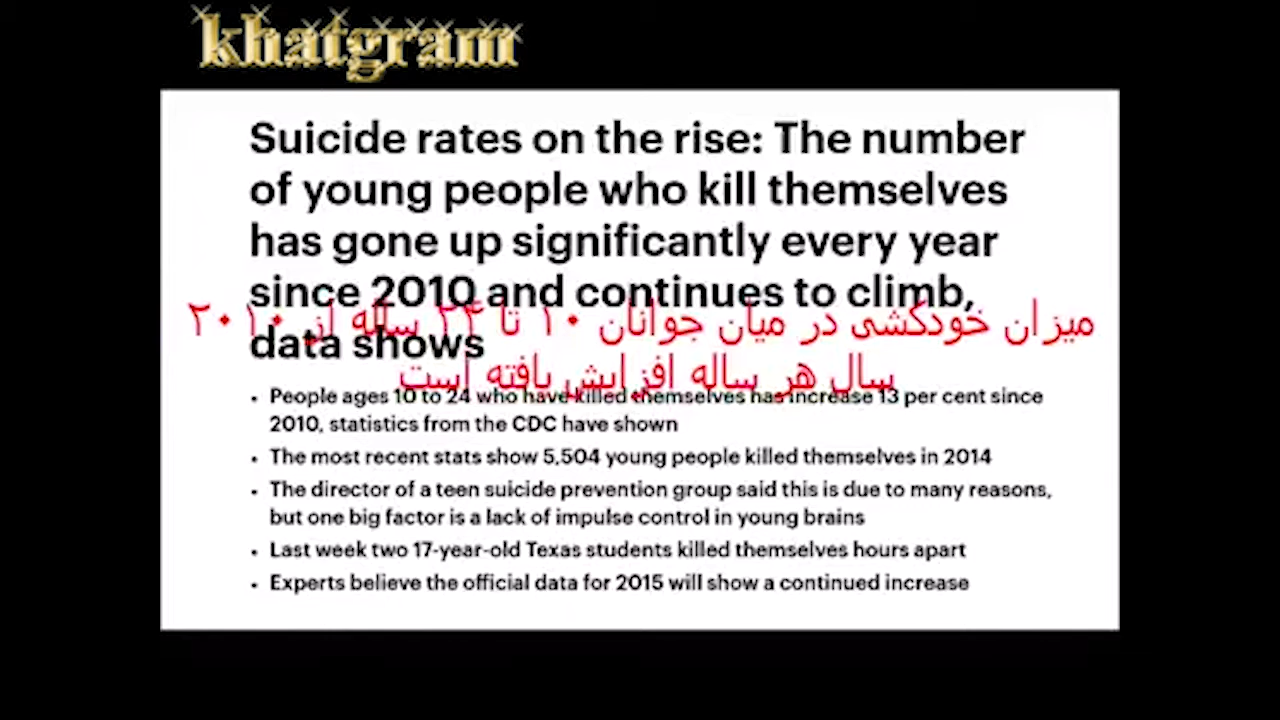 khatgram
Suicide rates on the rise: The number
of young people who kill themselves
has gone up significantly every year
since 2010 and continues to climb,
data shows
میزان خودکشی در میان جوانان ۱۰ تا ۲۴ ساله از ۲۰۱۰
سال هر ساله افزایش یافته است
• People ages 10 to 24 who have killed themselves has increase 13 per cent since
2010, statistics from the CDC have shown
• The most recent stats show 5,504 young people killed themselves in 2014
• The director of a teen suicide prevention group said this is due to many reasons,
but one big factor is a lack of impulse control in young brains
• Last week two 17-year-old Texas students killed themselves hours apart
• Experts believe the official data for 2015 will show a continued increase